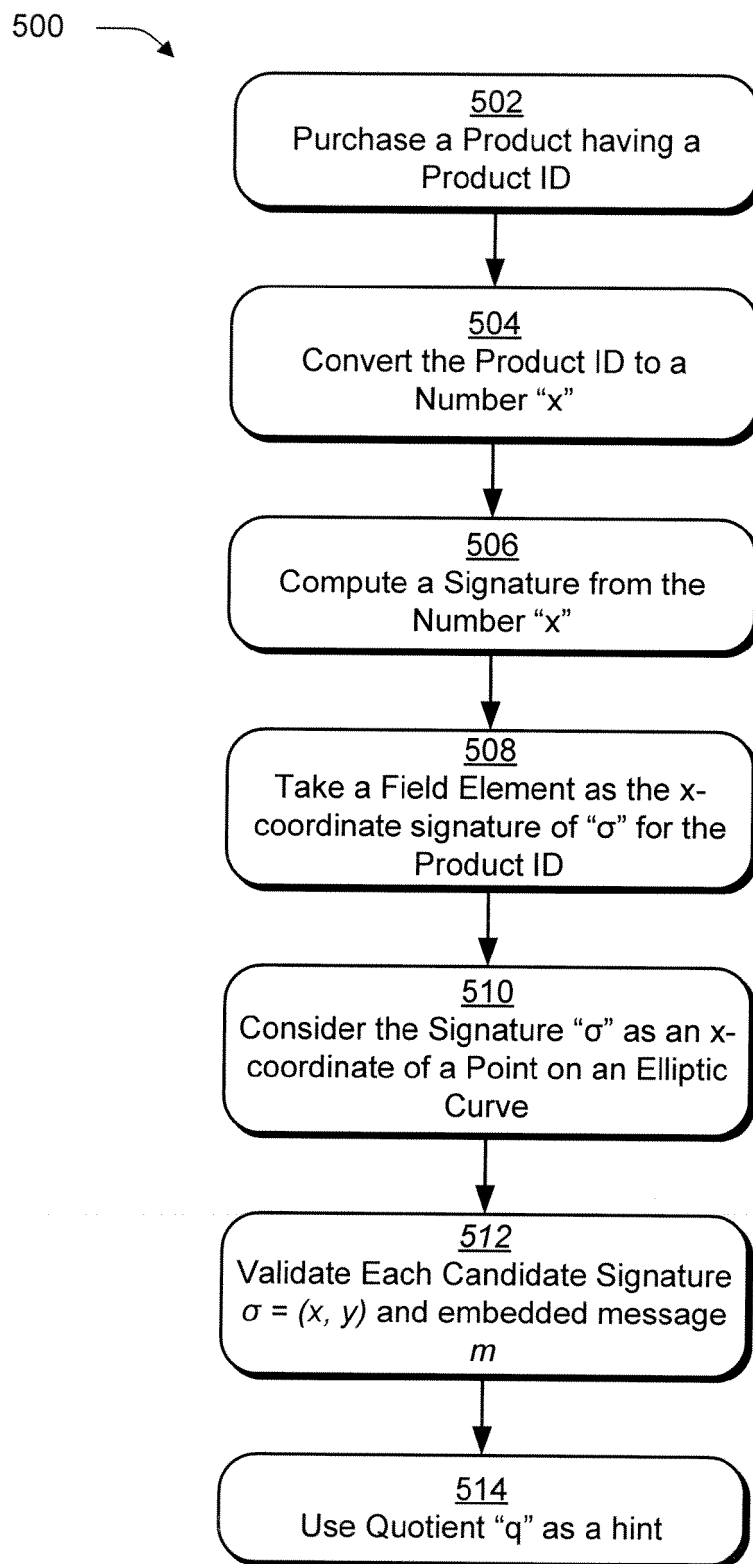 500
502
Purchase a Product having a
Product ID
504
Convert the Product ID to a
Number “x”
506
Compute a Signature from the
Number “x”
508
Take a Field Element as the x-
coordinate signature of “σ” for the
Product ID
510
Consider the Signature “σ” as an x-
coordinate of a Point on an Elliptic
Curve
512
Validate Each Candidate Signature
σ = (x, y) and embedded message
m
514
Use Quotient “q” as a hint